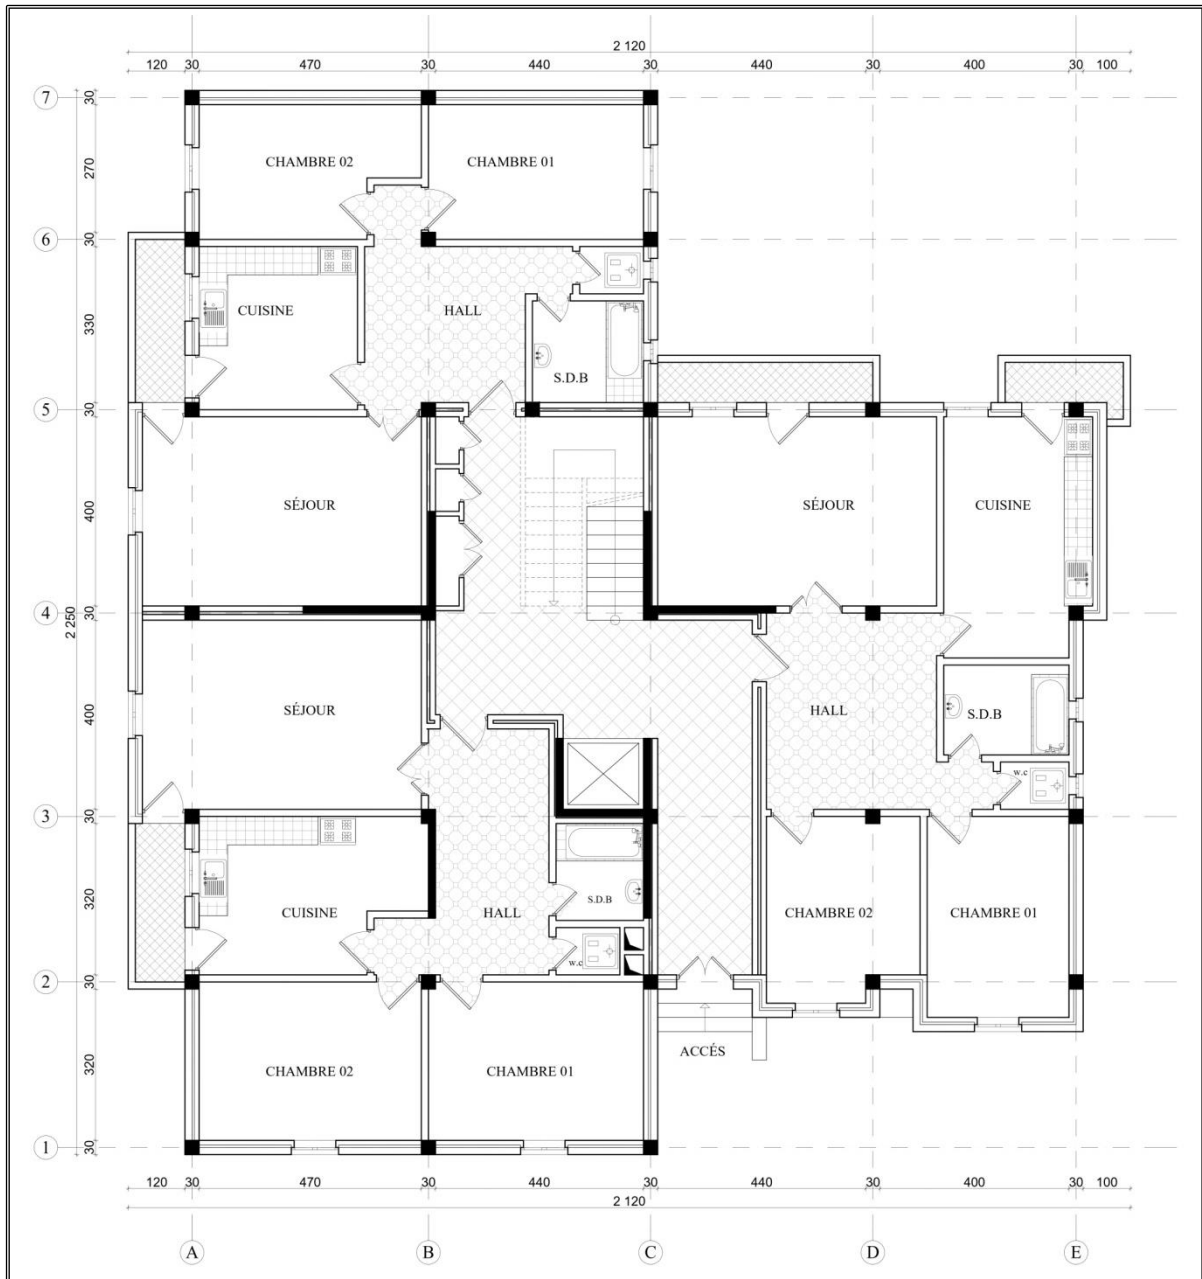 2 120
120 30 470 30 440 30 440 30 400 30 100
7
30
CHAMBRE 02 CHAMBRE 01
270
6
30
CUISINE HALL
330
S.D.B
5
30
SÉJOUR SÉJOUR CUISINE
400
4
30
2 250
SÉJOUR HALL S.D.B
400
w.c
3
30
S.D.B
320
CUISINE HALL CHAMBRE 02 CHAMBRE 01
w.c
2
30
ACCÉS
320
CHAMBRE 02 CHAMBRE 01
1
30
120 30 470 30 440 30 440 30 400 30 100
2 120
A B C D E